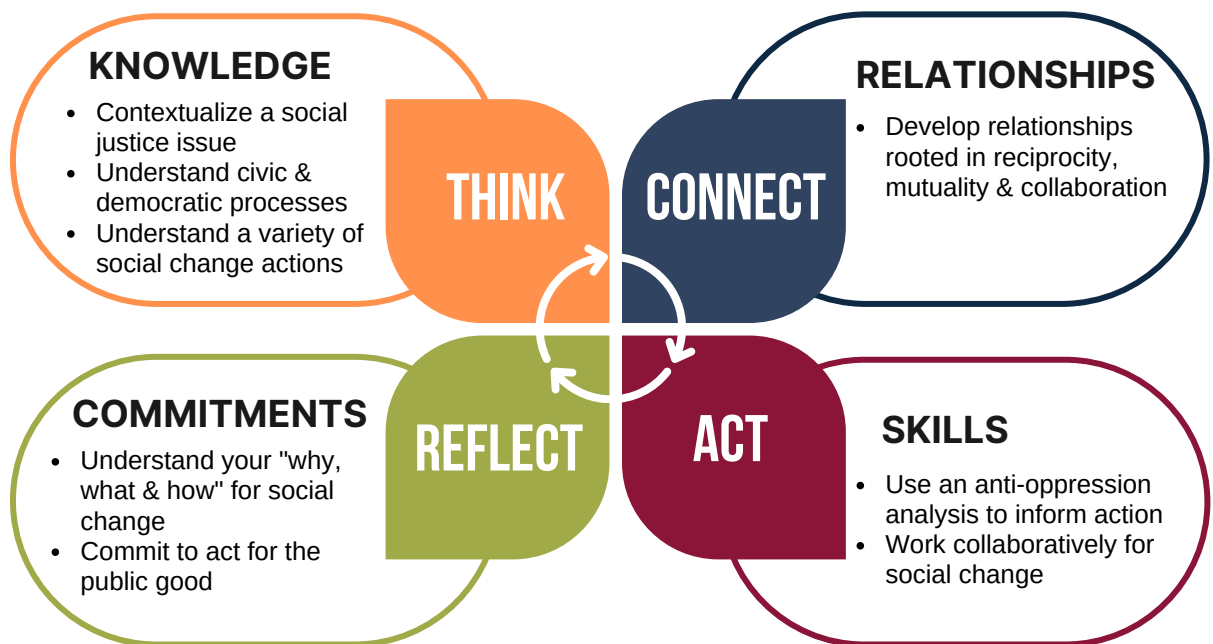 KNOWLEDGE
• Contextualize a social
justice issue
• Understand civic &
democratic processes
• Understand a variety of
social change actions
THINK
CONNECT
RELATIONSHIPS
• Develop relationships
rooted in reciprocity,
mutuality & collaboration
COMMITMENTS
• Understand your "why,
what & how" for social
change
• Commit to act for the
public good
REFLECT
ACT
SKILLS
• Use an anti-oppression
analysis to inform action
• Work collaboratively for
social change